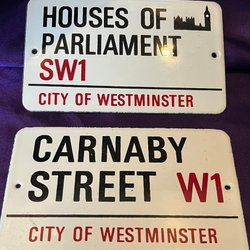 HOUSES OF
PARLIAMENT
SW1
CITY OF WESTMINSTER
CARNABY
STREET W1
CITY OF WESTMINSTER